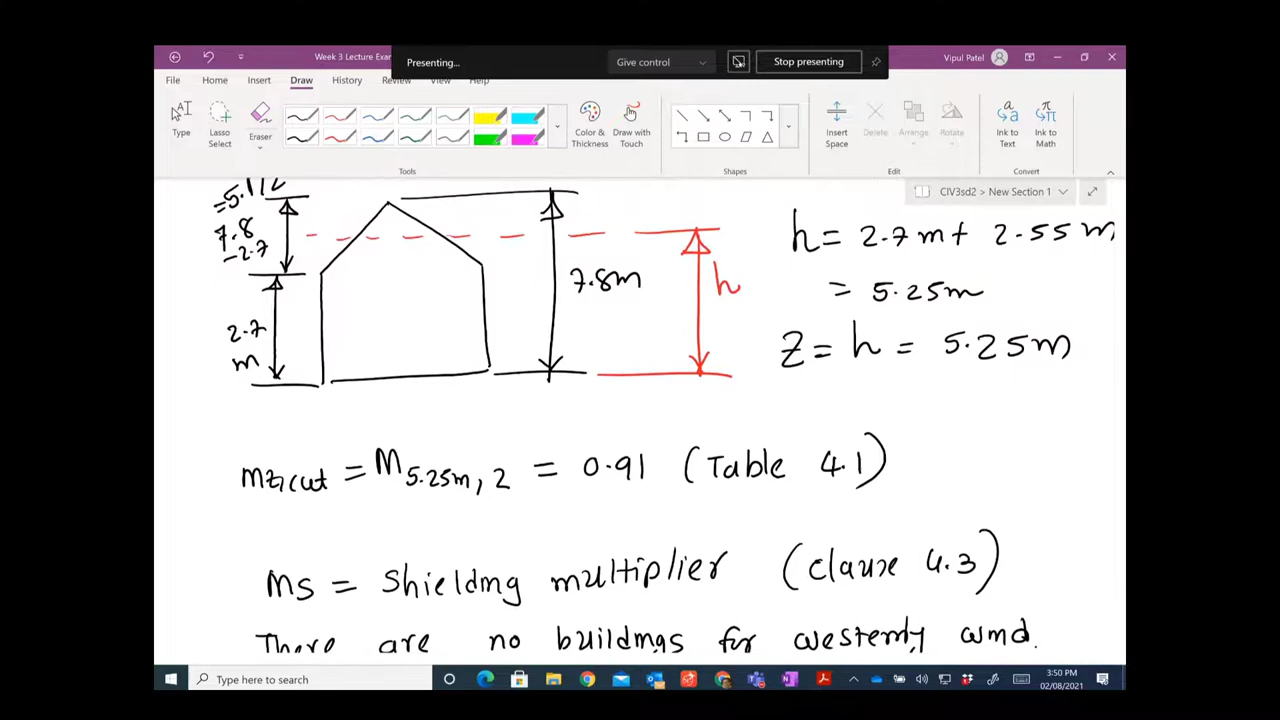 Week 3 Lecture Exa
Presenting...
Give control
Stop presenting
Vipul Patel
File Home Insert Draw History Review View Help
Type
Lasso Select
Eraser
Color & Thickness
Draw with Touch
Insert Space
Delete
Arrange
Rotate
Ink to Text
Ink to Math
Tools
Shapes
Edit
Convert
CIV3sd2 > New Section 1
=5.1/2
7.8
-2.7
2.7
m
7.8m
h
h = 2.7m + 2.55m
= 5.25m
Z = h = 5.25m
= M5.25m, 2 = 0.91 (Table 4.1)
Ms = Shielding multiplier (clause 4.3)
There are no buildings for westernly wind.
Type here to search
3:50 PM
02/08/2021